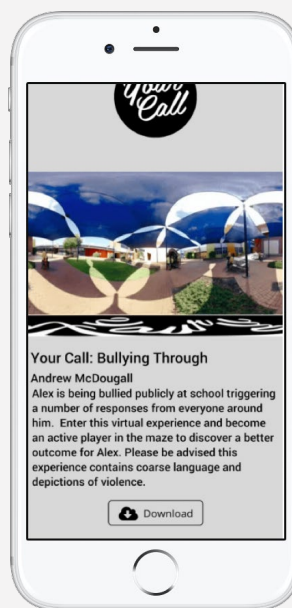 Your
Call
Your Call: Bullying Through
Andrew McDougall
Alex is being bullied publicly at school triggering
a number of responses from everyone around
him.  Enter this virtual experience and become
an active player in the maze to discover a better
outcome for Alex. Please be advised this
experience contains coarse language and
depictions of violence.
Download